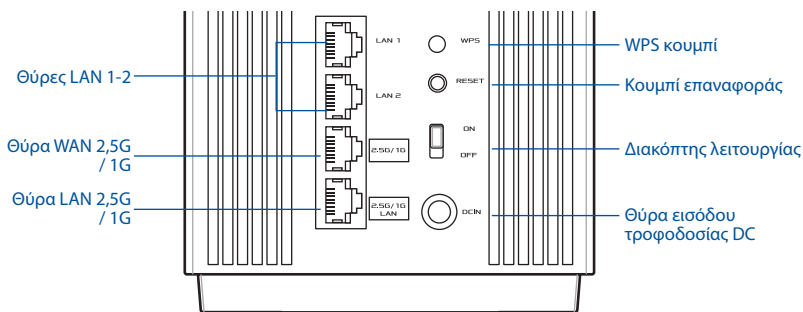 Θύρες LAN 1-2
Θύρα WAN 2,5G
/ 1G
Θύρα LAN 2,5G
/ 1G
LAN 1
LAN 2
2.5G/1G
2.5G/1G
LAN
WPS
RESET
ON
OFF
DCIN
WPS κουμπί
Κουμπί επαναφοράς
Διακόπτης λειτουργίας
Θύρα εισόδου
τροφοδοσίας DC